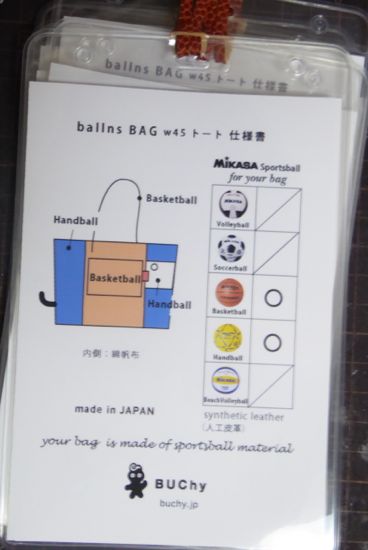 ballns BAG w45 トート 仕様書
ballns BAG w45 トート 仕様書
MIKASA Sportsball
for your bag
Basketball
Handball
Basketball
Handball
Volleyball
Soccerball
Basketball
Handball
BeachVolleyball
内側：綿帆布
made in JAPAN
synthetic leather
（人工皮革）
your bag is made of sportsball material
BUChy
buchy.jp